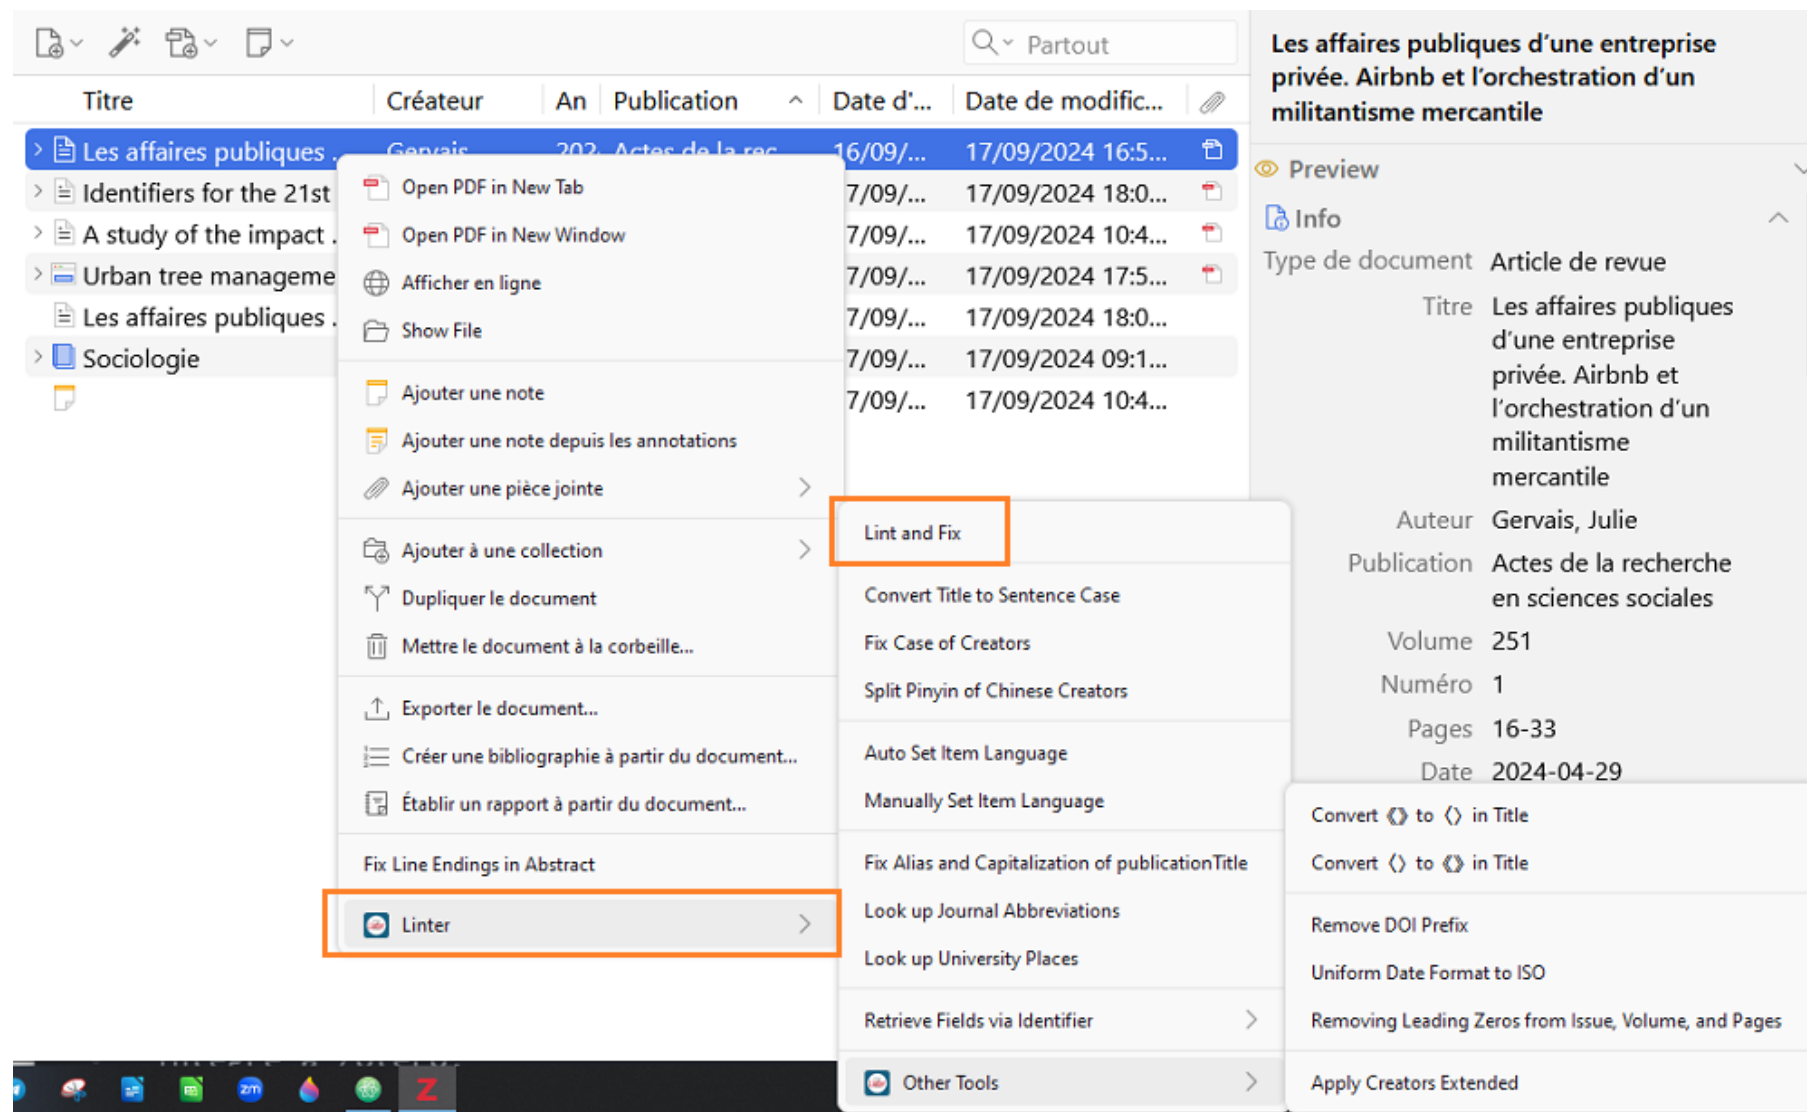 Partout
Titre Créateur An Publication Date d'... Date de modific...
Les affaires publiques . Gervais 202 Actes de la rec 16/09/... 17/09/2024 16:5...
Identifiers for the 21st 7/09/... 17/09/2024 18:0...
A study of the impact . 7/09/... 17/09/2024 10:4...
Urban tree manageme 7/09/... 17/09/2024 17:5...
Les affaires publiques . 7/09/... 17/09/2024 18:0...
Sociologie 7/09/... 17/09/2024 09:1...
7/09/... 17/09/2024 10:4...
Open PDF in New Tab
Open PDF in New Window
Afficher en ligne
Show File
Ajouter une note
Ajouter une note depuis les annotations
Ajouter une pièce jointe
Ajouter à une collection
Dupliquer le document
Mettre le document à la corbeille...
Exporter le document...
Créer une bibliographie à partir du document...
Établir un rapport à partir du document...
Fix Line Endings in Abstract
Linter
Lint and Fix
Convert Title to Sentence Case
Fix Case of Creators
Split Pinyin of Chinese Creators
Auto Set Item Language
Manually Set Item Language
Fix Alias and Capitalization of publicationTitle
Look up Journal Abbreviations
Look up University Places
Retrieve Fields via Identifier
Other Tools
Convert 《》 to 〈〉 in Title
Convert 〈〉 to 《》 in Title
Remove DOI Prefix
Uniform Date Format to ISO
Removing Leading Zeros from Issue, Volume, and Pages
Apply Creators Extended
Les affaires publiques d’une entreprise
privée. Airbnb et l’orchestration d’un
militantisme mercantile
Preview
Info
Type de document Article de revue
Titre Les affaires publiques
d’une entreprise
privée. Airbnb et
l’orchestration d’un
militantisme
mercantile
Auteur Gervais, Julie
Publication Actes de la recherche
en sciences sociales
Volume 251
Numéro 1
Pages 16-33
Date 2024-04-29
zm
Z